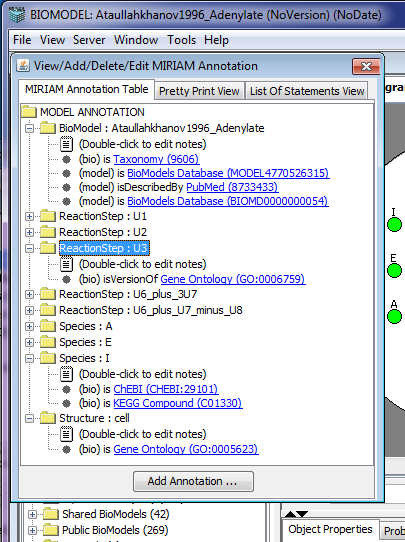 BIOMODEL: Ataullahkhanov1996_Adenylate (NoVersion) (NoDate)
File View Server Window Tools Help
View/Add/Delete/Edit MIRIAM Annotation
MIRIAM Annotation Table Pretty Print View List Of Statements View
MODEL ANNOTATION
BioModel : Ataullahkhanov1996_Adenylate
(Double-click to edit notes)
(bio) is Taxonomy (9606)
(model) is BioModels Database (MODEL4770526315)
(model) isDescribedBy PubMed (8733433)
(model) is BioModels Database (BIOMD0000000054)
ReactionStep : U1
ReactionStep : U2
ReactionStep : U3
(Double-click to edit notes)
(bio) isVersionOf Gene Ontology (GO:0006759)
ReactionStep : U6_plus_3U7
ReactionStep : U6_plus_U7_minus_U8
Species : A
Species : E
Species : I
(Double-click to edit notes)
(bio) is ChEBI (CHEBI:29101)
(bio) is KEGG Compound (C01330)
Structure : cell
(Double-click to edit notes)
(bio) is Gene Ontology (GO:0005623)
Add Annotation ...
gra
I
E
A
Shared BioModels (42)
Public BioModels (269)
Object Properties Prob